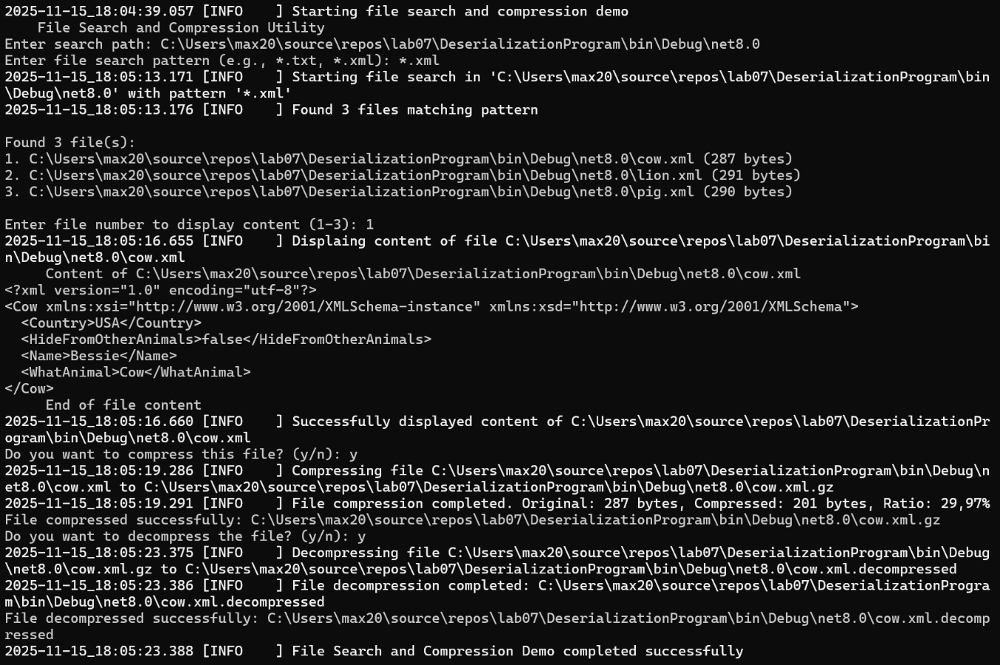 2025-11-15_18:04:39.057 [INFO    ] Starting file search and compression demo
    File Search and Compression Utility
Enter search path: C:\Users\max20\source\repos\lab07\DeserializationProgram\bin\Debug\net8.0
Enter file search pattern (e.g., *.txt, *.xml): *.xml
2025-11-15_18:05:13.171 [INFO    ] Starting file search in 'C:\Users\max20\source\repos\lab07\DeserializationProgram\bin
\Debug\net8.0' with pattern '*.xml'
2025-11-15_18:05:13.176 [INFO    ] Found 3 files matching pattern

Found 3 file(s):
1. C:\Users\max20\source\repos\lab07\DeserializationProgram\bin\Debug\net8.0\cow.xml (287 bytes)
2. C:\Users\max20\source\repos\lab07\DeserializationProgram\bin\Debug\net8.0\lion.xml (291 bytes)
3. C:\Users\max20\source\repos\lab07\DeserializationProgram\bin\Debug\net8.0\pig.xml (290 bytes)

Enter file number to display content (1-3): 1
2025-11-15_18:05:16.655 [INFO    ] Displaing content of file C:\Users\max20\source\repos\lab07\DeserializationProgram\bi
n\Debug\net8.0\cow.xml
     Content of C:\Users\max20\source\repos\lab07\DeserializationProgram\bin\Debug\net8.0\cow.xml
<?xml version="1.0" encoding="utf-8"?>
<Cow xmlns:xsi="http://www.w3.org/2001/XMLSchema-instance" xmlns:xsd="http://www.w3.org/2001/XMLSchema">
  <Country>USA</Country>
  <HideFromOtherAnimals>false</HideFromOtherAnimals>
  <Name>Bessie</Name>
  <WhatAnimal>Cow</WhatAnimal>
</Cow>
     End of file content
2025-11-15_18:05:16.660 [INFO    ] Successfully displayed content of C:\Users\max20\source\repos\lab07\DeserializationPr
ogram\bin\Debug\net8.0\cow.xml
Do you want to compress this file? (y/n): y
2025-11-15_18:05:19.286 [INFO    ] Compressing file C:\Users\max20\source\repos\lab07\DeserializationProgram\bin\Debug\n
et8.0\cow.xml to C:\Users\max20\source\repos\lab07\DeserializationProgram\bin\Debug\net8.0\cow.xml.gz
2025-11-15_18:05:19.291 [INFO    ] File compression completed. Original: 287 bytes, Compressed: 201 bytes, Ratio: 29,97%
File compressed successfully: C:\Users\max20\source\repos\lab07\DeserializationProgram\bin\Debug\net8.0\cow.xml.gz
Do you want to decompress the file? (y/n): y
2025-11-15_18:05:23.375 [INFO    ] Decompressing file C:\Users\max20\source\repos\lab07\DeserializationProgram\bin\Debug
\net8.0\cow.xml.gz to C:\Users\max20\source\repos\lab07\DeserializationProgram\bin\Debug\net8.0\cow.xml.decompressed
2025-11-15_18:05:23.386 [INFO    ] File decompression completed: C:\Users\max20\source\repos\lab07\DeserializationProgra
m\bin\Debug\net8.0\cow.xml.decompressed
File decompressed successfully: C:\Users\max20\source\repos\lab07\DeserializationProgram\bin\Debug\net8.0\cow.xml.decomp
ressed
2025-11-15_18:05:23.388 [INFO    ] File Search and Compression Demo completed successfully